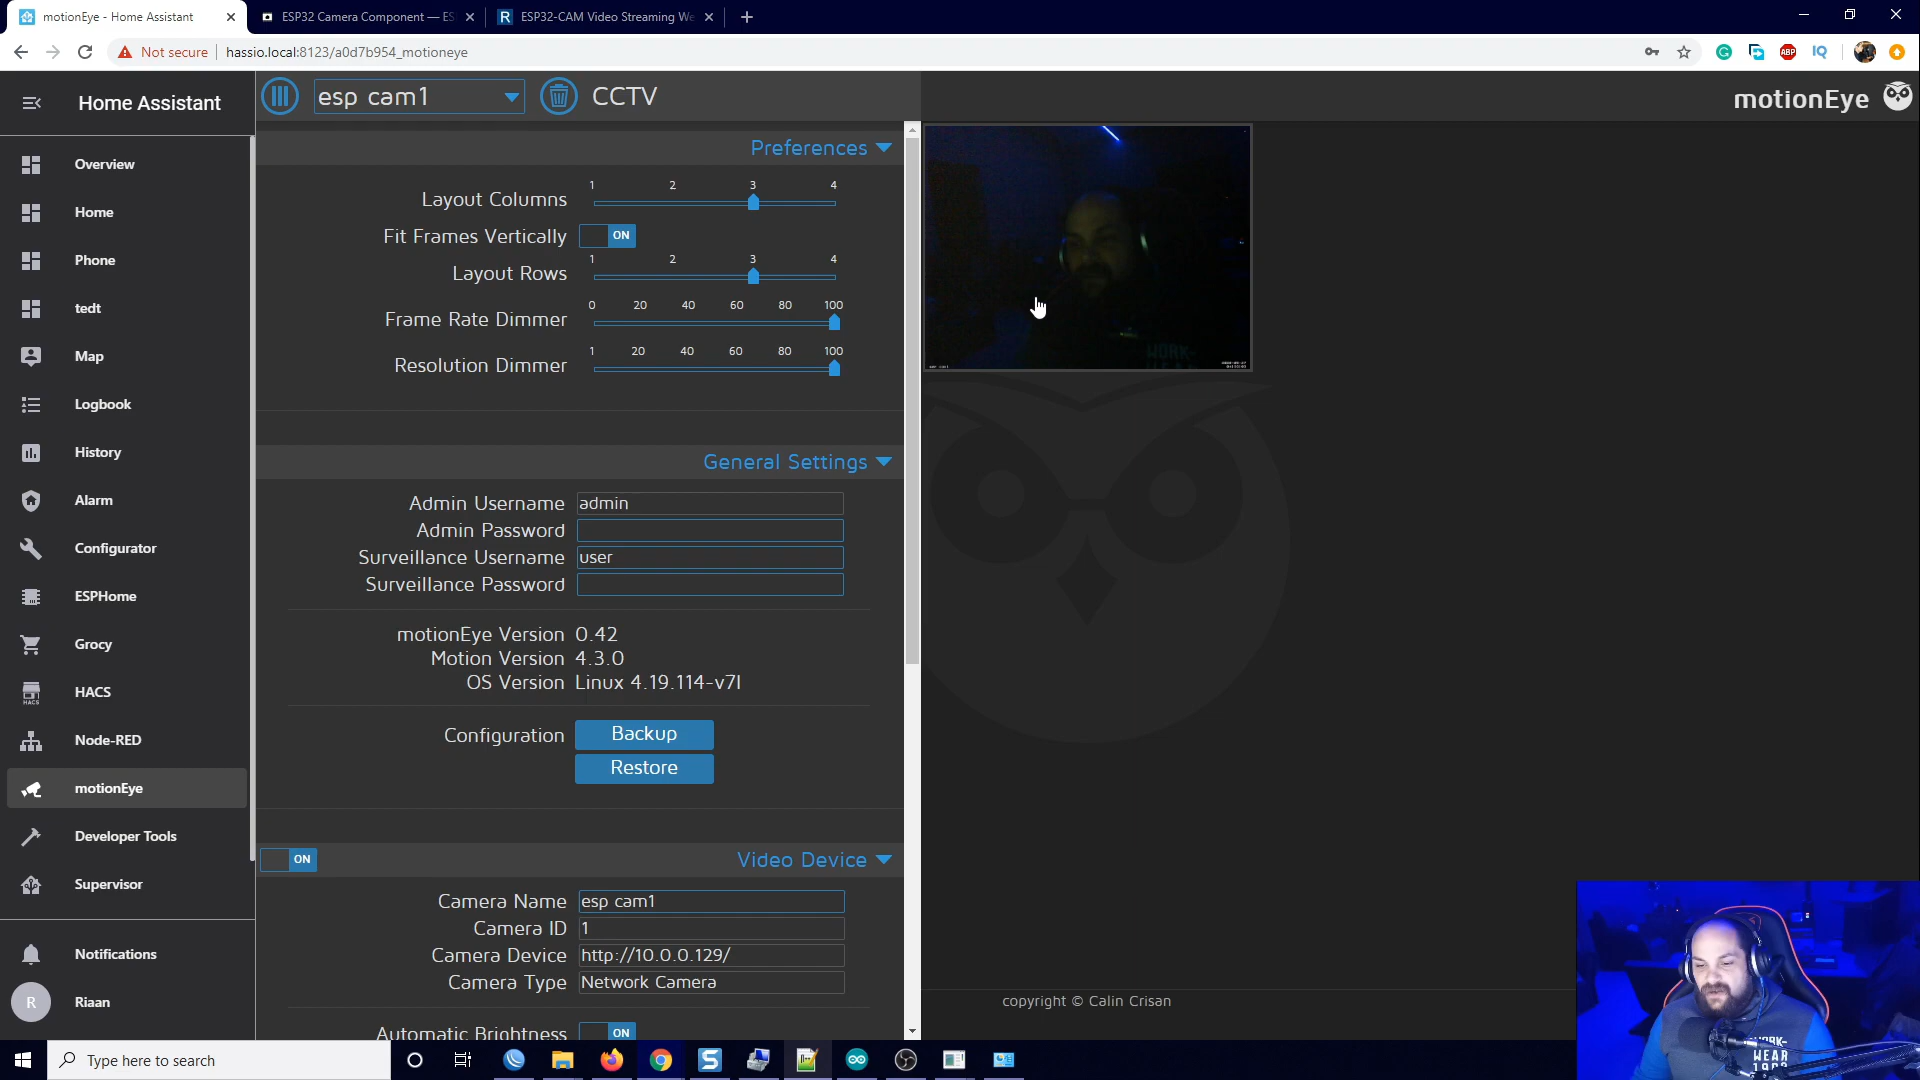 motionEye - Home Assistant
ESP32 Camera Component — ES
R ESP32-CAM Video Streaming We
Not secure
hassio.local:8123/a0d7b954_motioneye
ABP
IQ
Home Assistant
esp cam1
CCTV
motionEye
Overview
Home
Phone
tedt
Map
Logbook
History
Alarm
Configurator
ESPHome
Grocy
HACS
HACS
Node-RED
motionEye
Developer Tools
Supervisor
Notifications
R
Riaan
Preferences
1 2 3 4
Layout Columns
Fit Frames Vertically ON
1 2 3 4
Layout Rows
0 20 40 60 80 100
Frame Rate Dimmer
1 20 40 60 80 100
Resolution Dimmer
General Settings
Admin Username admin
Admin Password
Surveillance Username user
Surveillance Password
motionEye Version 0.42
Motion Version 4.3.0
OS Version Linux 4.19.114-v7l
Configuration Backup
Restore
ON Video Device
Camera Name esp cam1
Camera ID 1
Camera Device http://10.0.0.129/
Camera Type Network Camera
Automatic Brightness ON
WORK-
copyright © Calin Crisan
WORK-
WEAR
Type here to search